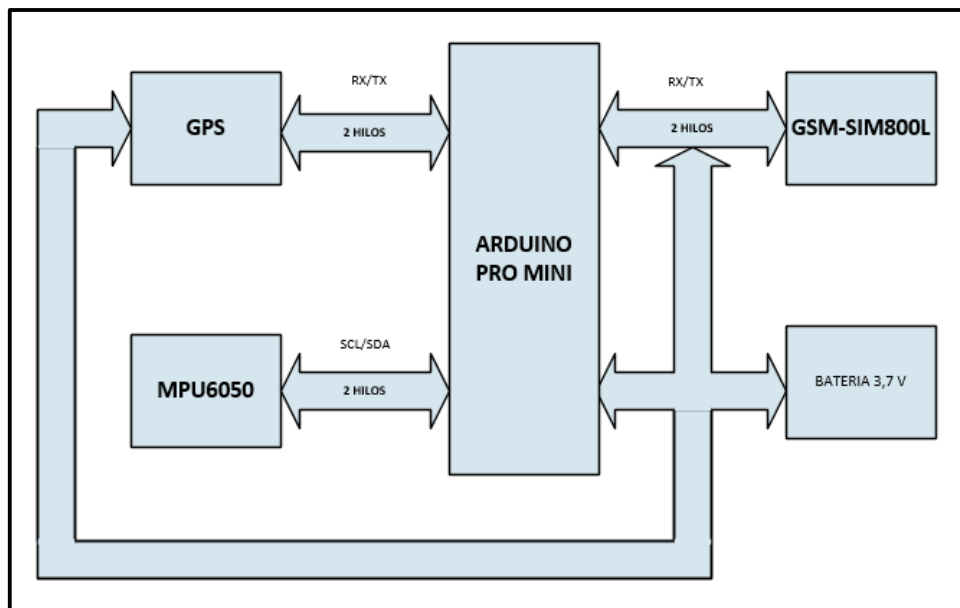 RX/TX
RX/TX
GPS
2 HILOS
2 HILOS
GSM-SIM800L
ARDUINO
PRO MINI
SCL/SDA
MPU6050
2 HILOS
BATERIA 3,7 V